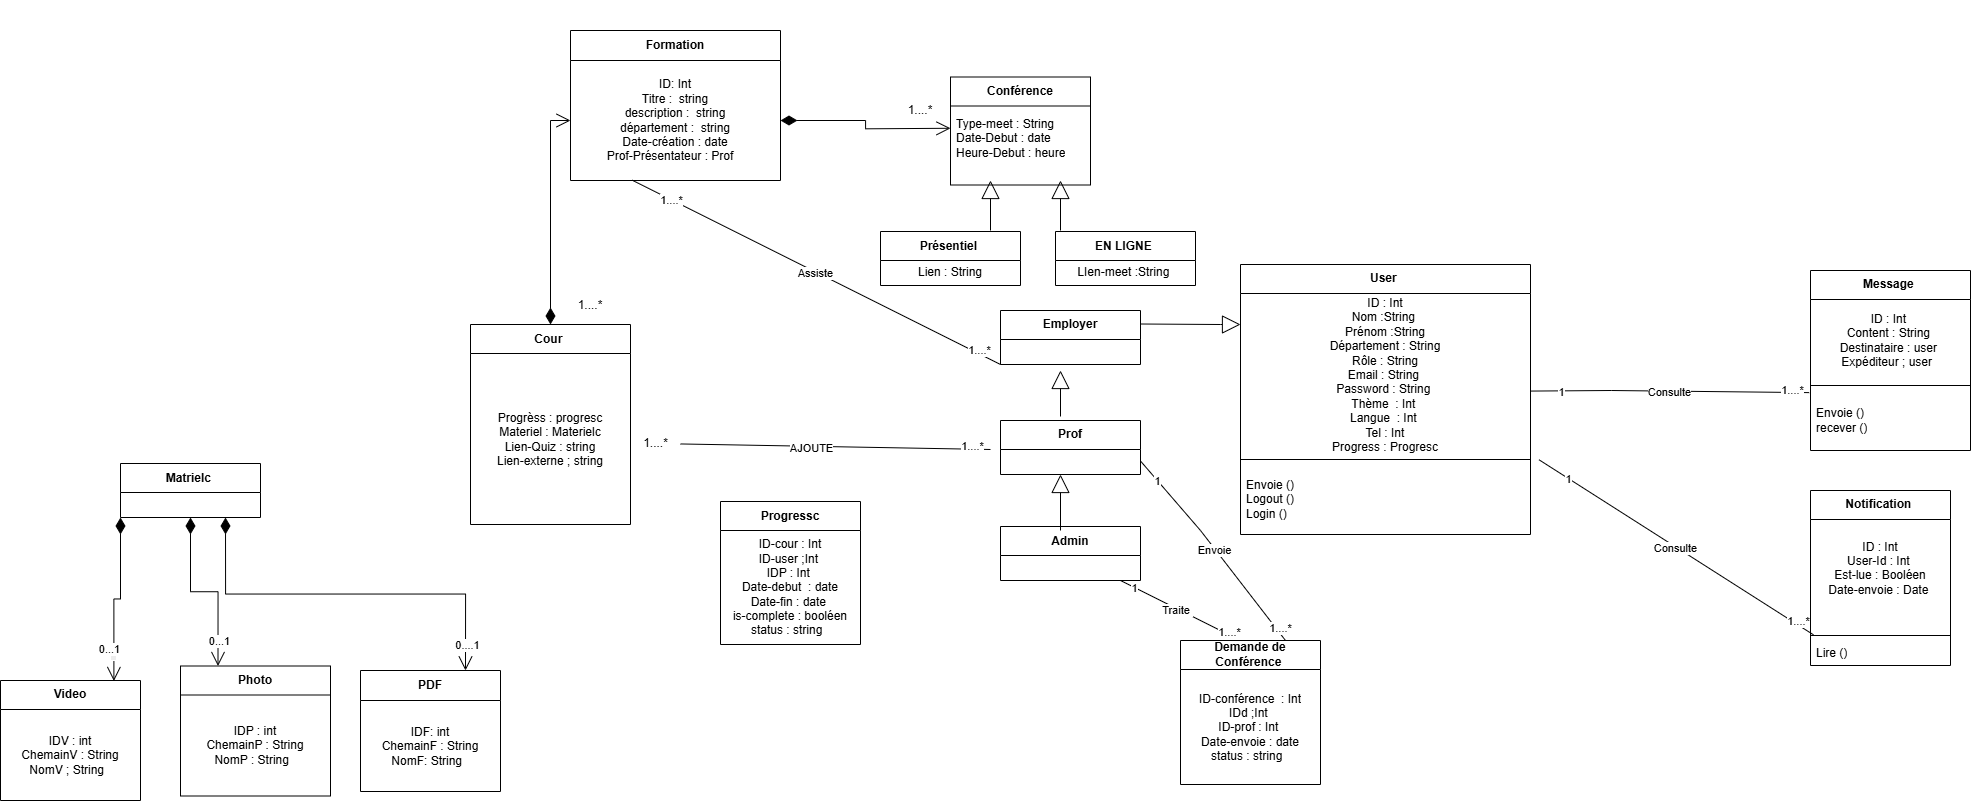 Formation
ID: Int
Titre :  string
description :  string
département :  string
Date-création : date
Prof-Présentateur : Prof
1....*
Conférence
Type-meet : String
Date-Debut : date
Heure-Debut : heure
Présentiel
Lien : String
EN LIGNE
LIen-meet :String
1....*
Assiste
1....*
1....*
Cour
Progrèss : progresc
Materiel : Materielc
Lien-Quiz : string
Lien-externe ; string
Employer
User
ID : Int
Nom :String
Prénom :String
Département : String
Rôle : String
Email : String
Password : String
Thème  : Int
Langue  : Int
Tel : Int
Progress : Progresc
Envoie ()
Logout ()
Login ()
1
Consulte
1....*
Message
ID : Int
Content : String
Destinataire : user
Expéditeur ; user
Envoie ()
recever ()
1
Consulte
1....*
Notification
ID : Int
User-Id : Int
Est-lue : Booléen
Date-envoie : Date
Lire ()
1....*
AJOUTE
1....*
Prof
1
Envoie
1....*
Admin
1
Traite
1....*
Matrielc
Progressc
ID-cour : Int
ID-user ;Int
IDP : Int
Date-debut  : date
Date-fin : date
is-complete : booléen
status : string
0...1
0...1
0....1
Video
IDV : int
ChemainV : String
NomV ; String
Photo
IDP : int
ChemainP : String
NomP : String
PDF
IDF: int
ChemainF : String
NomF: String
Demande de
Conférence
ID-conférence  : Int
IDd ;Int
ID-prof : Int
Date-envoie : date
status : string